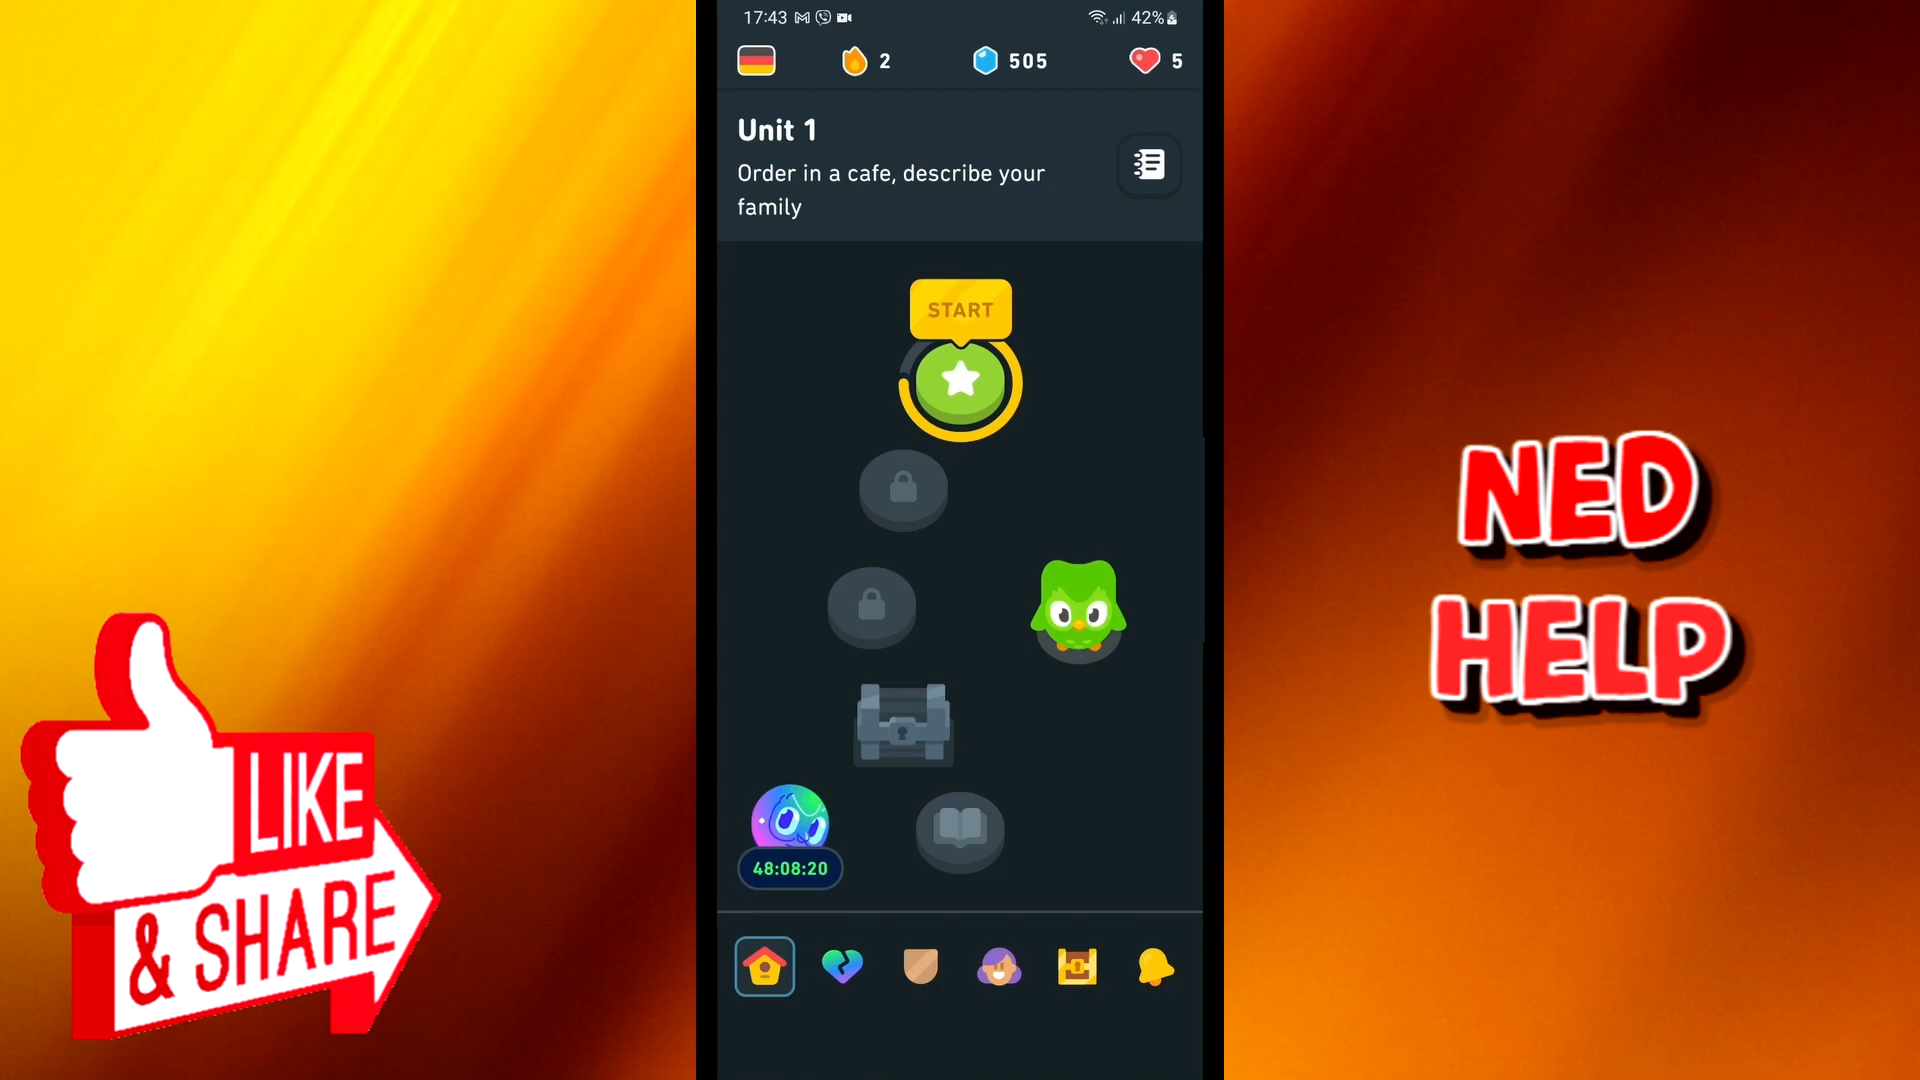 17:43
42%
2
505
5
Unit 1
Order in a cafe, describe your
family
START
48:08:20
LIKE
& SHARE
NED
HELP